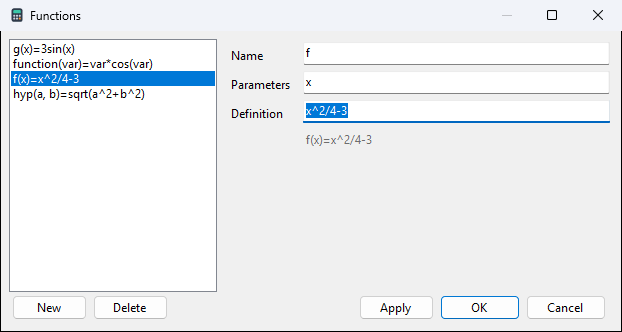 Functions
g(x)=3sin(x)
function(var)=var*cos(var)
f(x)=x^2/4-3
hyp(a, b)=sqrt(a^2+b^2)
Name f
Parameters x
Definition x^2/4-3
f(x)=x^2/4-3
New Delete Apply OK Cancel